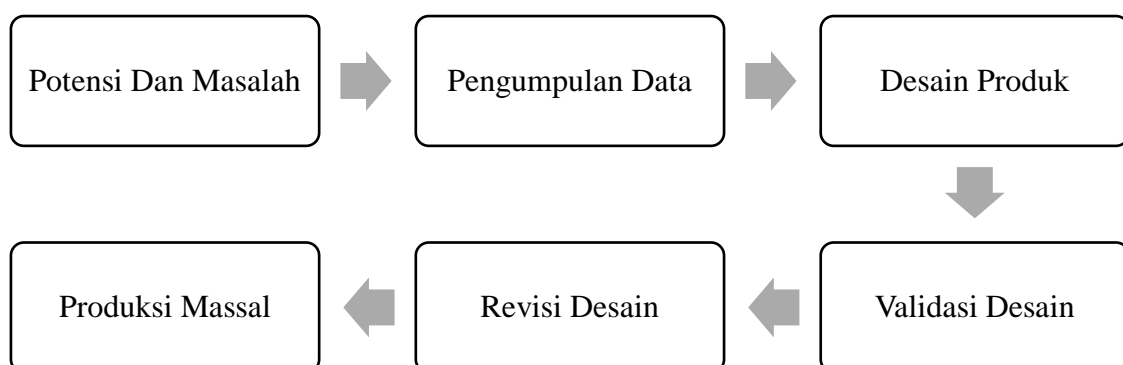 Potensi Dan Masalah
Pengumpulan Data
Desain Produk
Validasi Desain
Revisi Desain
Produksi Massal